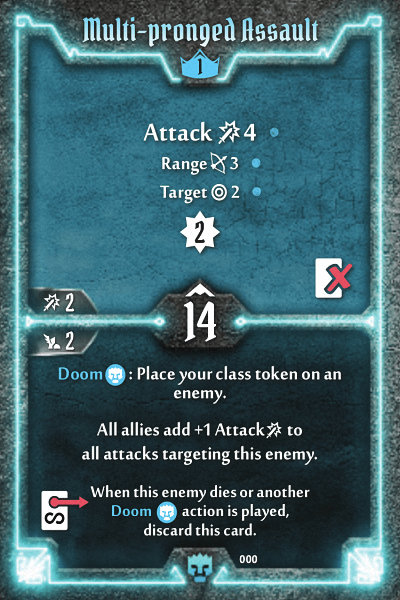 Multi-pronged Assault
1
Attack 4
Range 3
Target 2
2
2
14
2
Doom : Place your class token on an
enemy.
All allies add +1 Attack to
all attacks targeting this enemy.
When this enemy dies or another
S
Doom action is played,
discard this card.
000